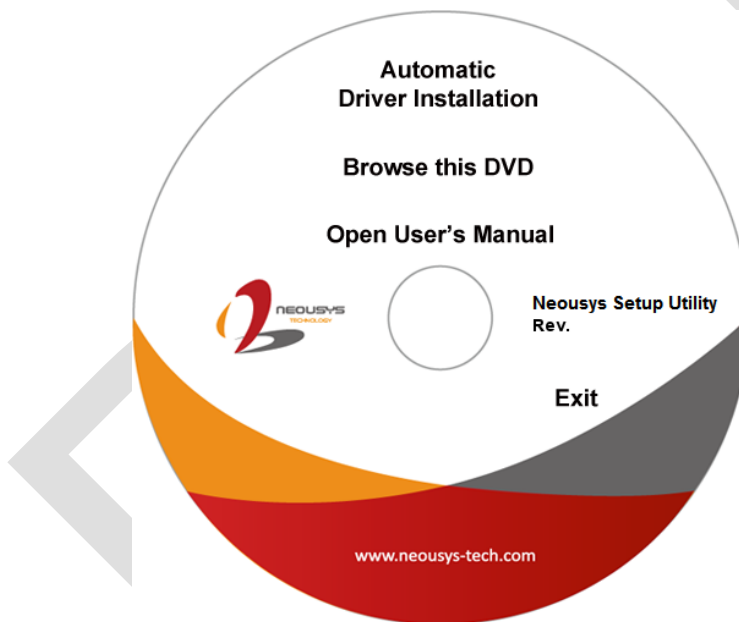 Automatic
Driver Installation
Browse this DVD
Open User's Manual
NEOUSYS
TECHNOLOGY
Neousys Setup Utility
Rev.
Exit
www.neousys-tech.com